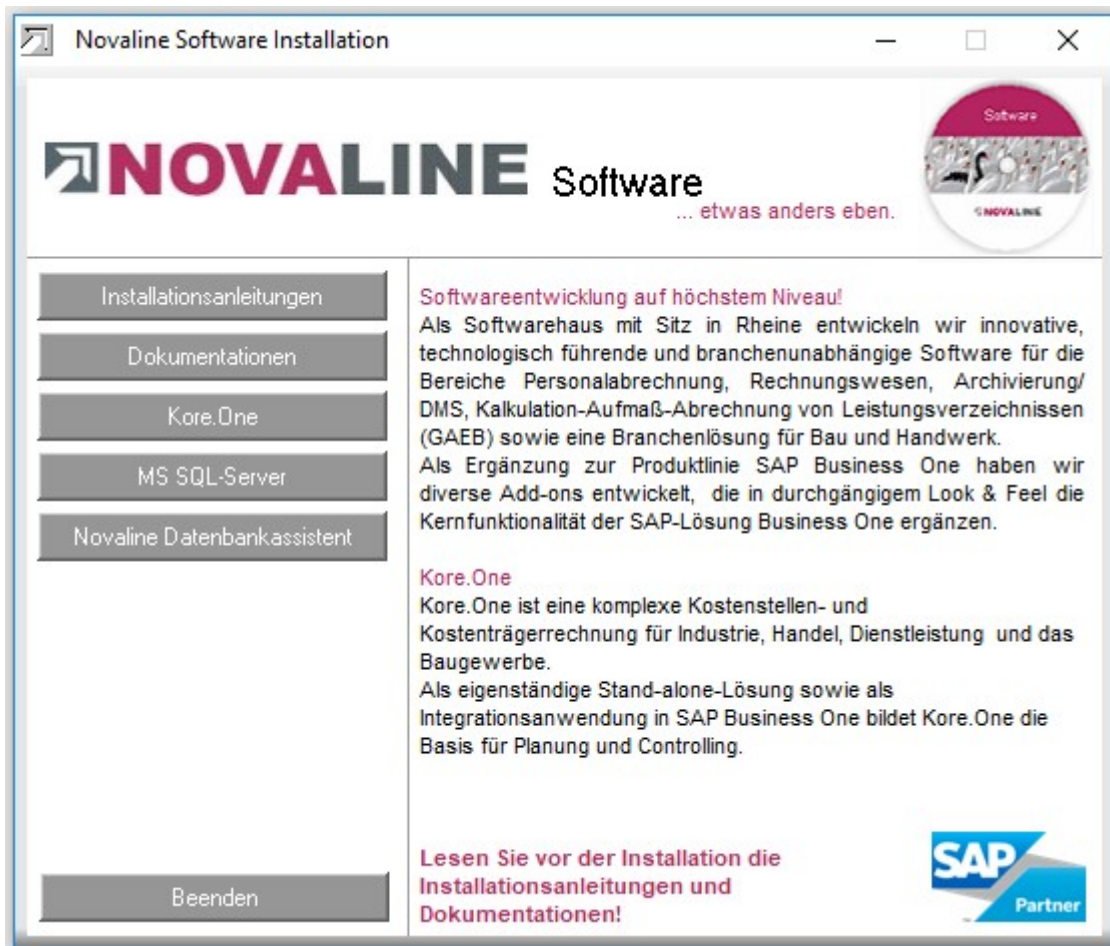 Novaline Software Installation
NOVALINE Software
... etwas anders eben.
Software
NOVALINE
Installationsanleitungen
Dokumentationen
Kore.One
MS SQL-Server
Novaline Datenbankassistent
Beenden
Softwareentwicklung auf höchstem Niveau!
Als Softwarehaus mit Sitz in Rheine entwickeln wir innovative,
technologisch führende und branchenunabhängige Software für die
Bereiche Personalabrechnung, Rechnungswesen, Archivierung/
DMS, Kalkulation-Aufmaß-Abrechnung von Leistungsverzeichnissen
(GAEB) sowie eine Branchenlösung für Bau und Handwerk.
Als Ergänzung zur Produktlinie SAP Business One haben wir
diverse Add-ons entwickelt, die in durchgängigem Look & Feel die
Kernfunktionalität der SAP-Lösung Business One ergänzen.
Kore.One
Kore.One ist eine komplexe Kostenstellen- und
Kostenträgerrechnung für Industrie, Handel, Dienstleistung und das
Baugewerbe.
Als eigenständige Stand-alone-Lösung sowie als
Integrationsanwendung in SAP Business One bildet Kore.One die
Basis für Planung und Controlling.
Lesen Sie vor der Installation die
Installationsanleitungen und
Dokumentationen!
SAP
Partner